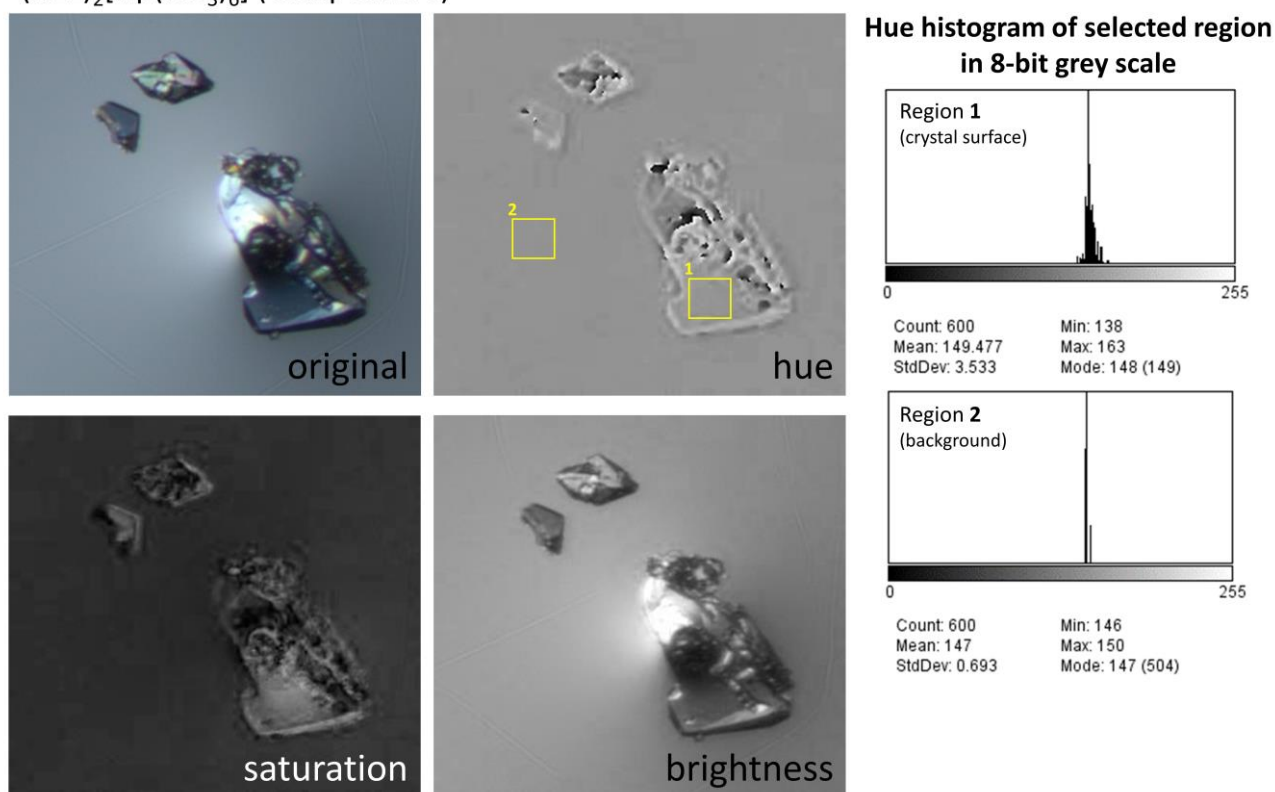 Hue histogram of selected region
in 8-bit grey scale
original
2
1
hue
Region 1
(crystal surface)
0 255
Count: 600 Min: 138
Mean: 149.477 Max: 163
StdDev: 3.533 Mode: 148 (149)
Region 2
(background)
0 255
Count: 600 Min: 146
Mean: 147 Max: 150
StdDev: 0.693 Mode: 147 (504)
saturation
brightness